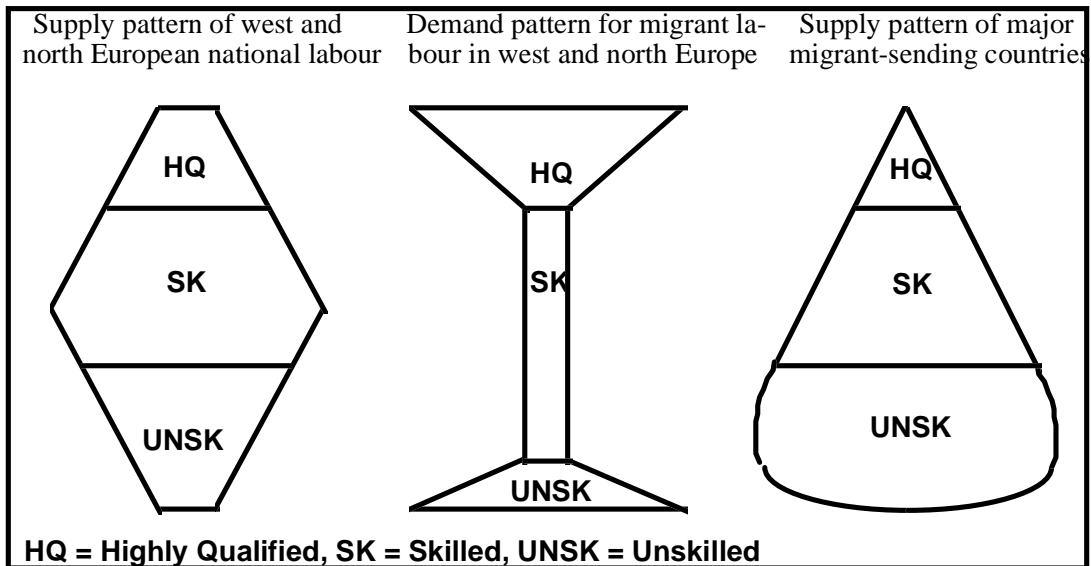 Supply pattern of west and
north European national labour
Demand pattern for migrant la-
bour in west and north Europe
Supply pattern of major
migrant-sending countries
HQ
SK
UNSK
HQ
SK
UNSK
HQ
SK
UNSK
HQ = Highly Qualified, SK = Skilled, UNSK = Unskilled